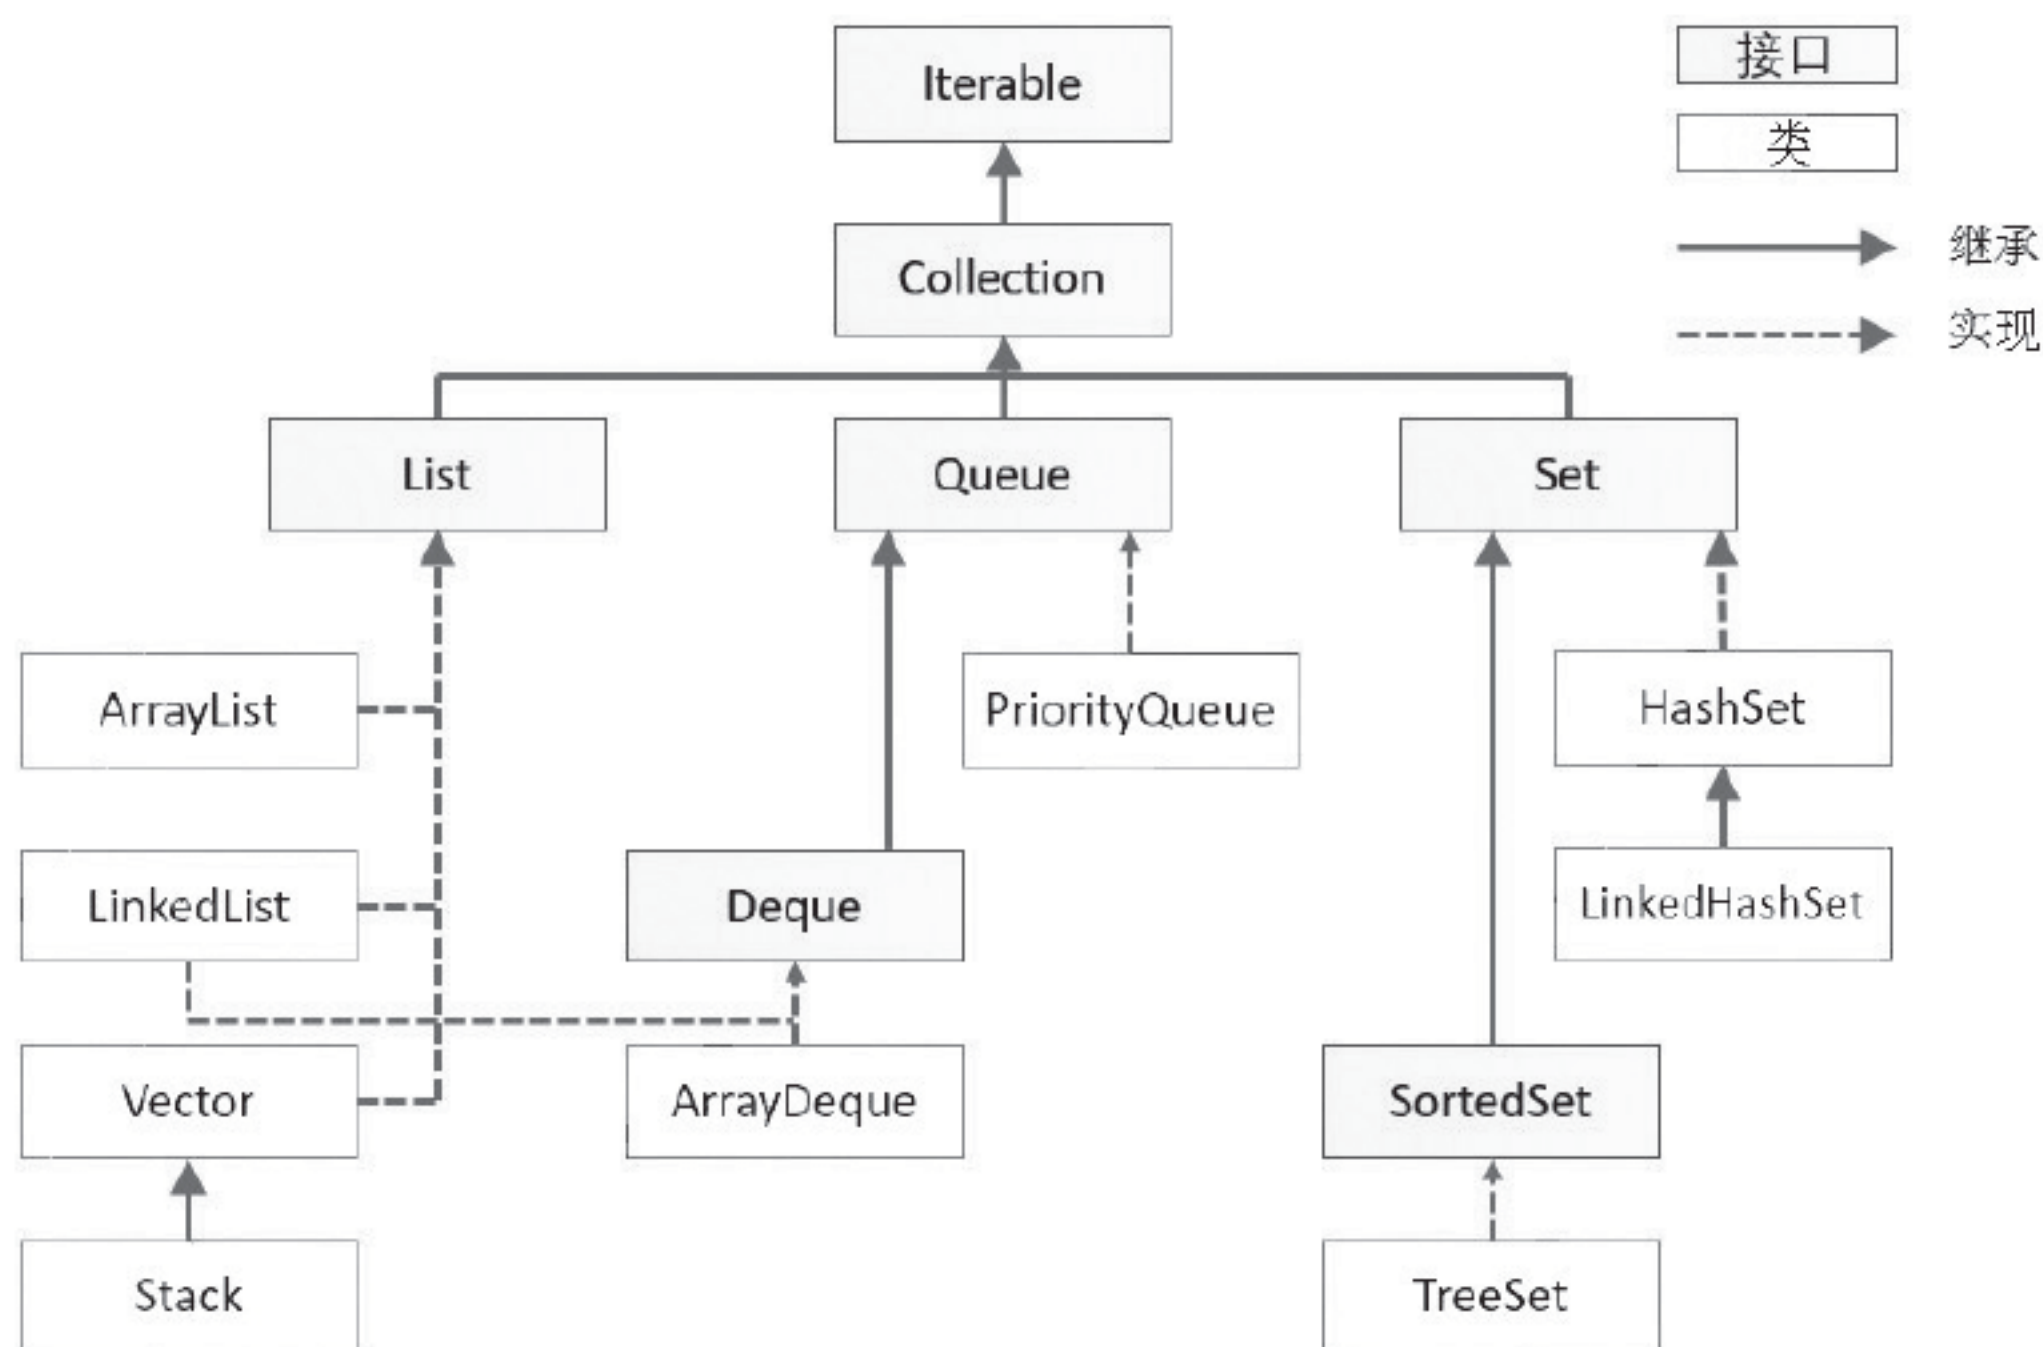 Iterable
接口
类
Collection
继承
实现
List
Queue
Set
ArrayList
PriorityQueue
HashSet
LinkedList
Deque
LinkedHashSet
Vector
ArrayDeque
SortedSet
Stack
TreeSet